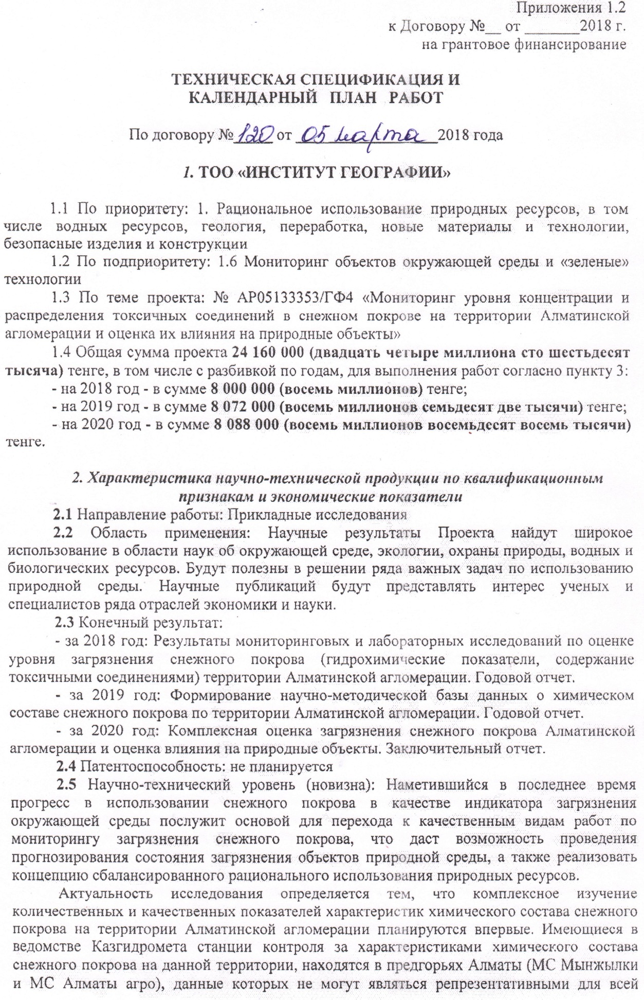 Приложения 1.2
к Договору №__ от _______2018 г.
на грантовое финансирование
ТЕХНИЧЕСКАЯ СПЕЦИФИКАЦИЯ И
КАЛЕНДАРНЫЙ ПЛАН РАБОТ
По договору № 120 от 05 марта 2018 года
1. ТОО «ИНСТИТУТ ГЕОГРАФИИ»
1.1 По приоритету: 1. Рациональное использование природных ресурсов, в том
числе водных ресурсов, геология, переработка, новые материалы и технологии,
безопасные изделия и конструкции
1.2 По подприоритету: 1.6 Мониторинг объектов окружающей среды и «зеленые»
технологии
1.3 По теме проекта: № АР05133353/ГФ4 «Мониторинг уровня концентрации и
распределения токсичных соединений в снежном покрове на территории Алматинской
агломерации и оценка их влияния на природные объекты»
1.4 Общая сумма проекта 24 160 000 (двадцать четыре миллиона сто шестьдесят
тысяча) тенге, в том числе с разбивкой по годам, для выполнения работ согласно пункту 3:
- на 2018 год - в сумме 8 000 000 (восемь миллионов) тенге;
- на 2019 год - в сумме 8 072 000 (восемь миллионов семьдесят две тысячи) тенге;
- на 2020 год - в сумме 8 088 000 (восемь миллионов восемьдесят восемь тысячи)
тенге.
2. Характеристика научно-технической продукции по квалификационным
признакам и экономические показатели
2.1 Направление работы: Прикладные исследования
2.2 Область применения: Научные результаты Проекта найдут широкое
использование в области наук об окружающей среде, экологии, охраны природы, водных и
биологических ресурсов. Будут полезны в решении ряда важных задач по использованию
природной среды. Научные публикаций будут представлять интерес ученых и
специалистов ряда отраслей экономики и науки.
2.3 Конечный результат:
- за 2018 год: Результаты мониторинговых и лабораторных исследований по оценке
уровня загрязнения снежного покрова (гидрохимические показатели, содержание
токсичными соединениями) территории Алматинской агломерации. Годовой отчет.
- за 2019 год: Формирование научно-методической базы данных о химическом
составе снежного покрова по территории Алматинской агломерации. Годовой отчет.
- за 2020 год: Комплексная оценка загрязнения снежного покрова Алматинской
агломерации и оценка влияния на природные объекты. Заключительный отчет.
2.4 Патентоспособность: не планируется
2.5 Научно-технический уровень (новизна): Наметившийся в последнее время
прогресс в использовании снежного покрова в качестве индикатора загрязнения
окружающей среды послужит основой для перехода к качественным видам работ по
мониторингу загрязнения снежного покрова, что даст возможность проведения
прогнозирования состояния загрязнения объектов природной среды, а также реализовать
концепцию сбалансированного рационального использования природных ресурсов.
Актуальность исследования определяется тем, что комплексное изучение
количественных и качественных показателей характеристик химического состава снежного
покрова на территории Алматинской агломерации планируются впервые. Имеющиеся в
ведомстве Казгидромета станции контроля за характеристиками химического состава
снежного покрова на данной территории, находятся в предгорьях Алматы (МС Мынжылки
и МС Алматы агро), данные которых не могут являться репрезентативными для всей